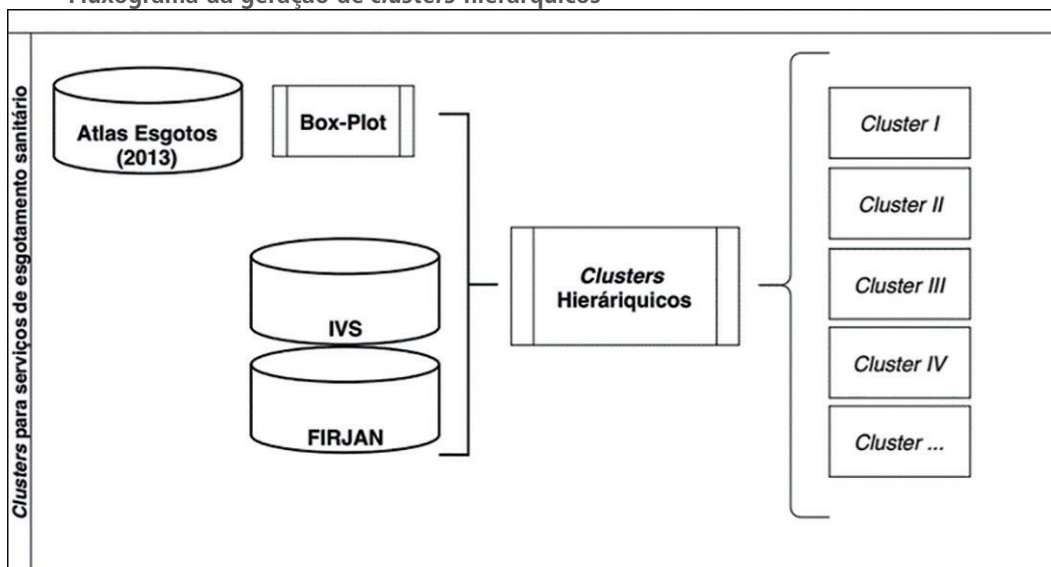 Fluxograma da geração de clusters hierárquicos
Clusters para serviços de esgotamento sanitário
Atlas Esgotos
(2013)
Box-Plot
IVS
FIRJAN
Clusters
Hieráriquicos
Cluster I
Cluster II
Cluster III
Cluster IV
Cluster ...